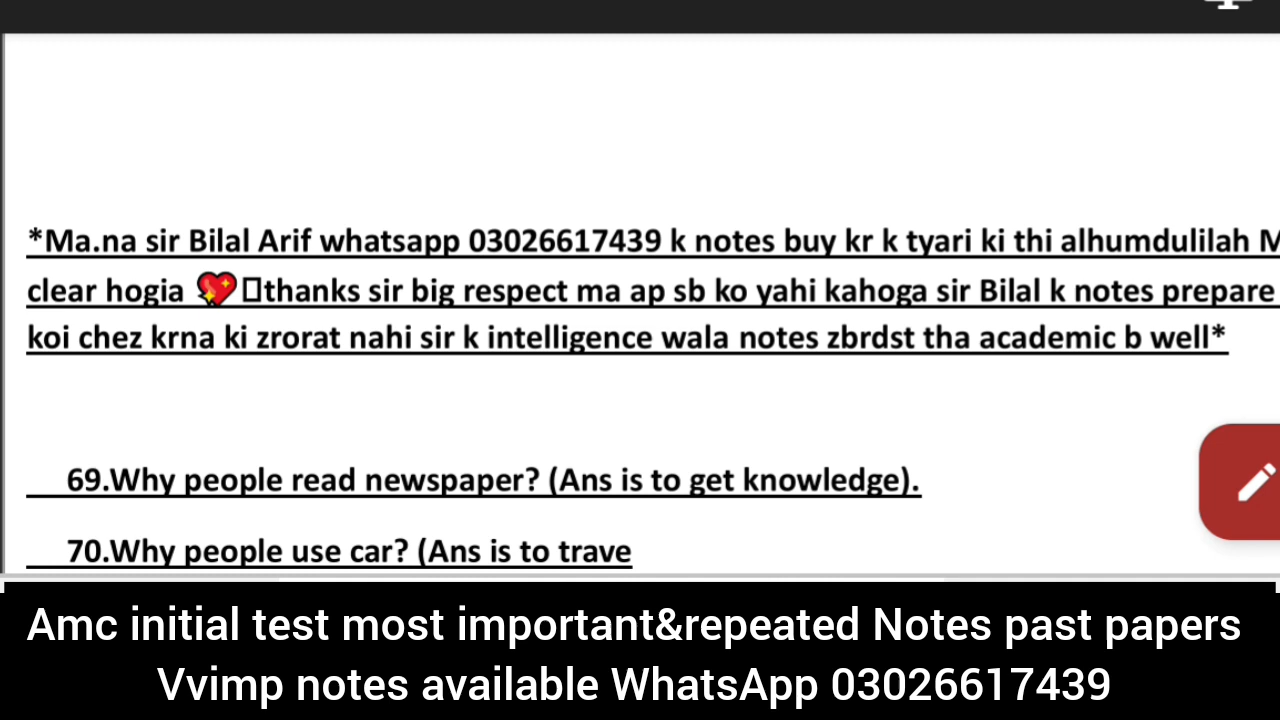 *Ma.na sir Bilal Arif whatsapp 03026617439 k notes buy kr k tyari ki thi alhumdulilah M
clear hogia 💖thanks sir big respect ma ap sb ko yahi kahoga sir Bilal k notes prepare
koi chez krna ki zrorat nahi sir k intelligence wala notes zbrdst tha academic b well*
69.Why people read newspaper? (Ans is to get knowledge).
70.Why people use car? (Ans is to trave
Amc initial test most important&repeated Notes past papers
Vvimp notes available WhatsApp 03026617439